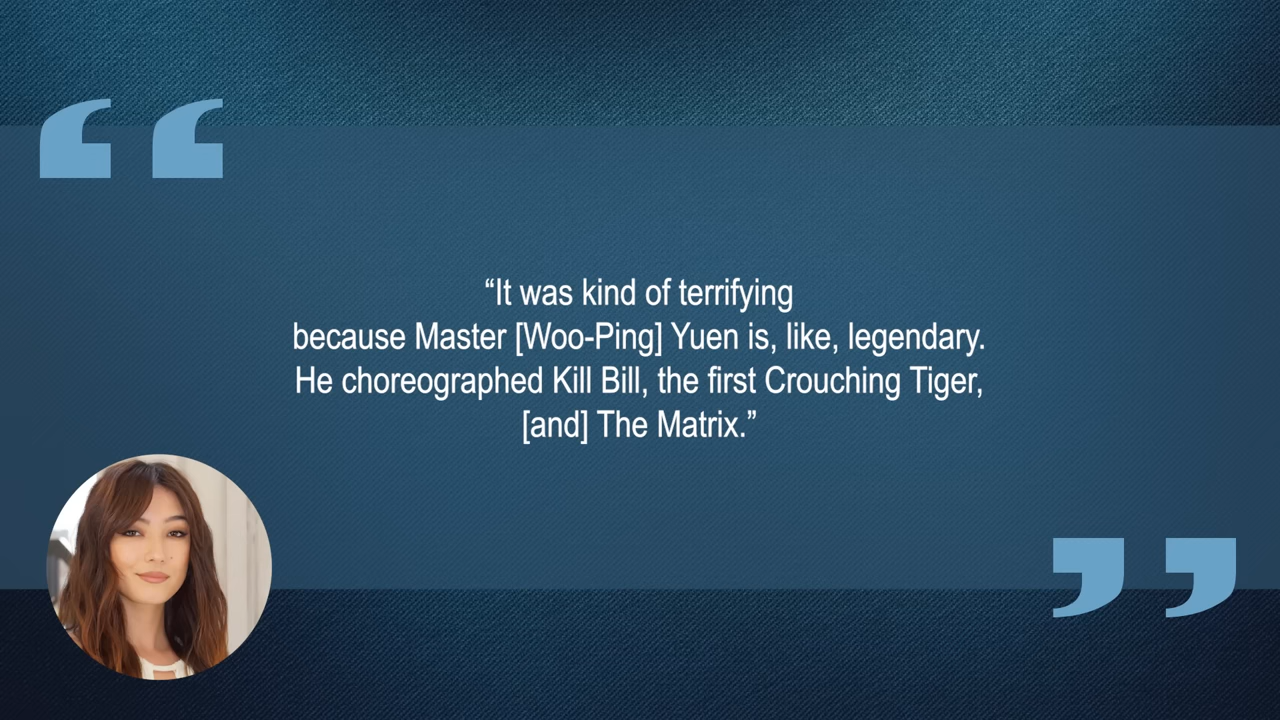 “It was kind of terrifying
because Master [Woo-Ping] Yuen is, like, legendary.
He choreographed Kill Bill, the first Crouching Tiger,
[and] The Matrix.”